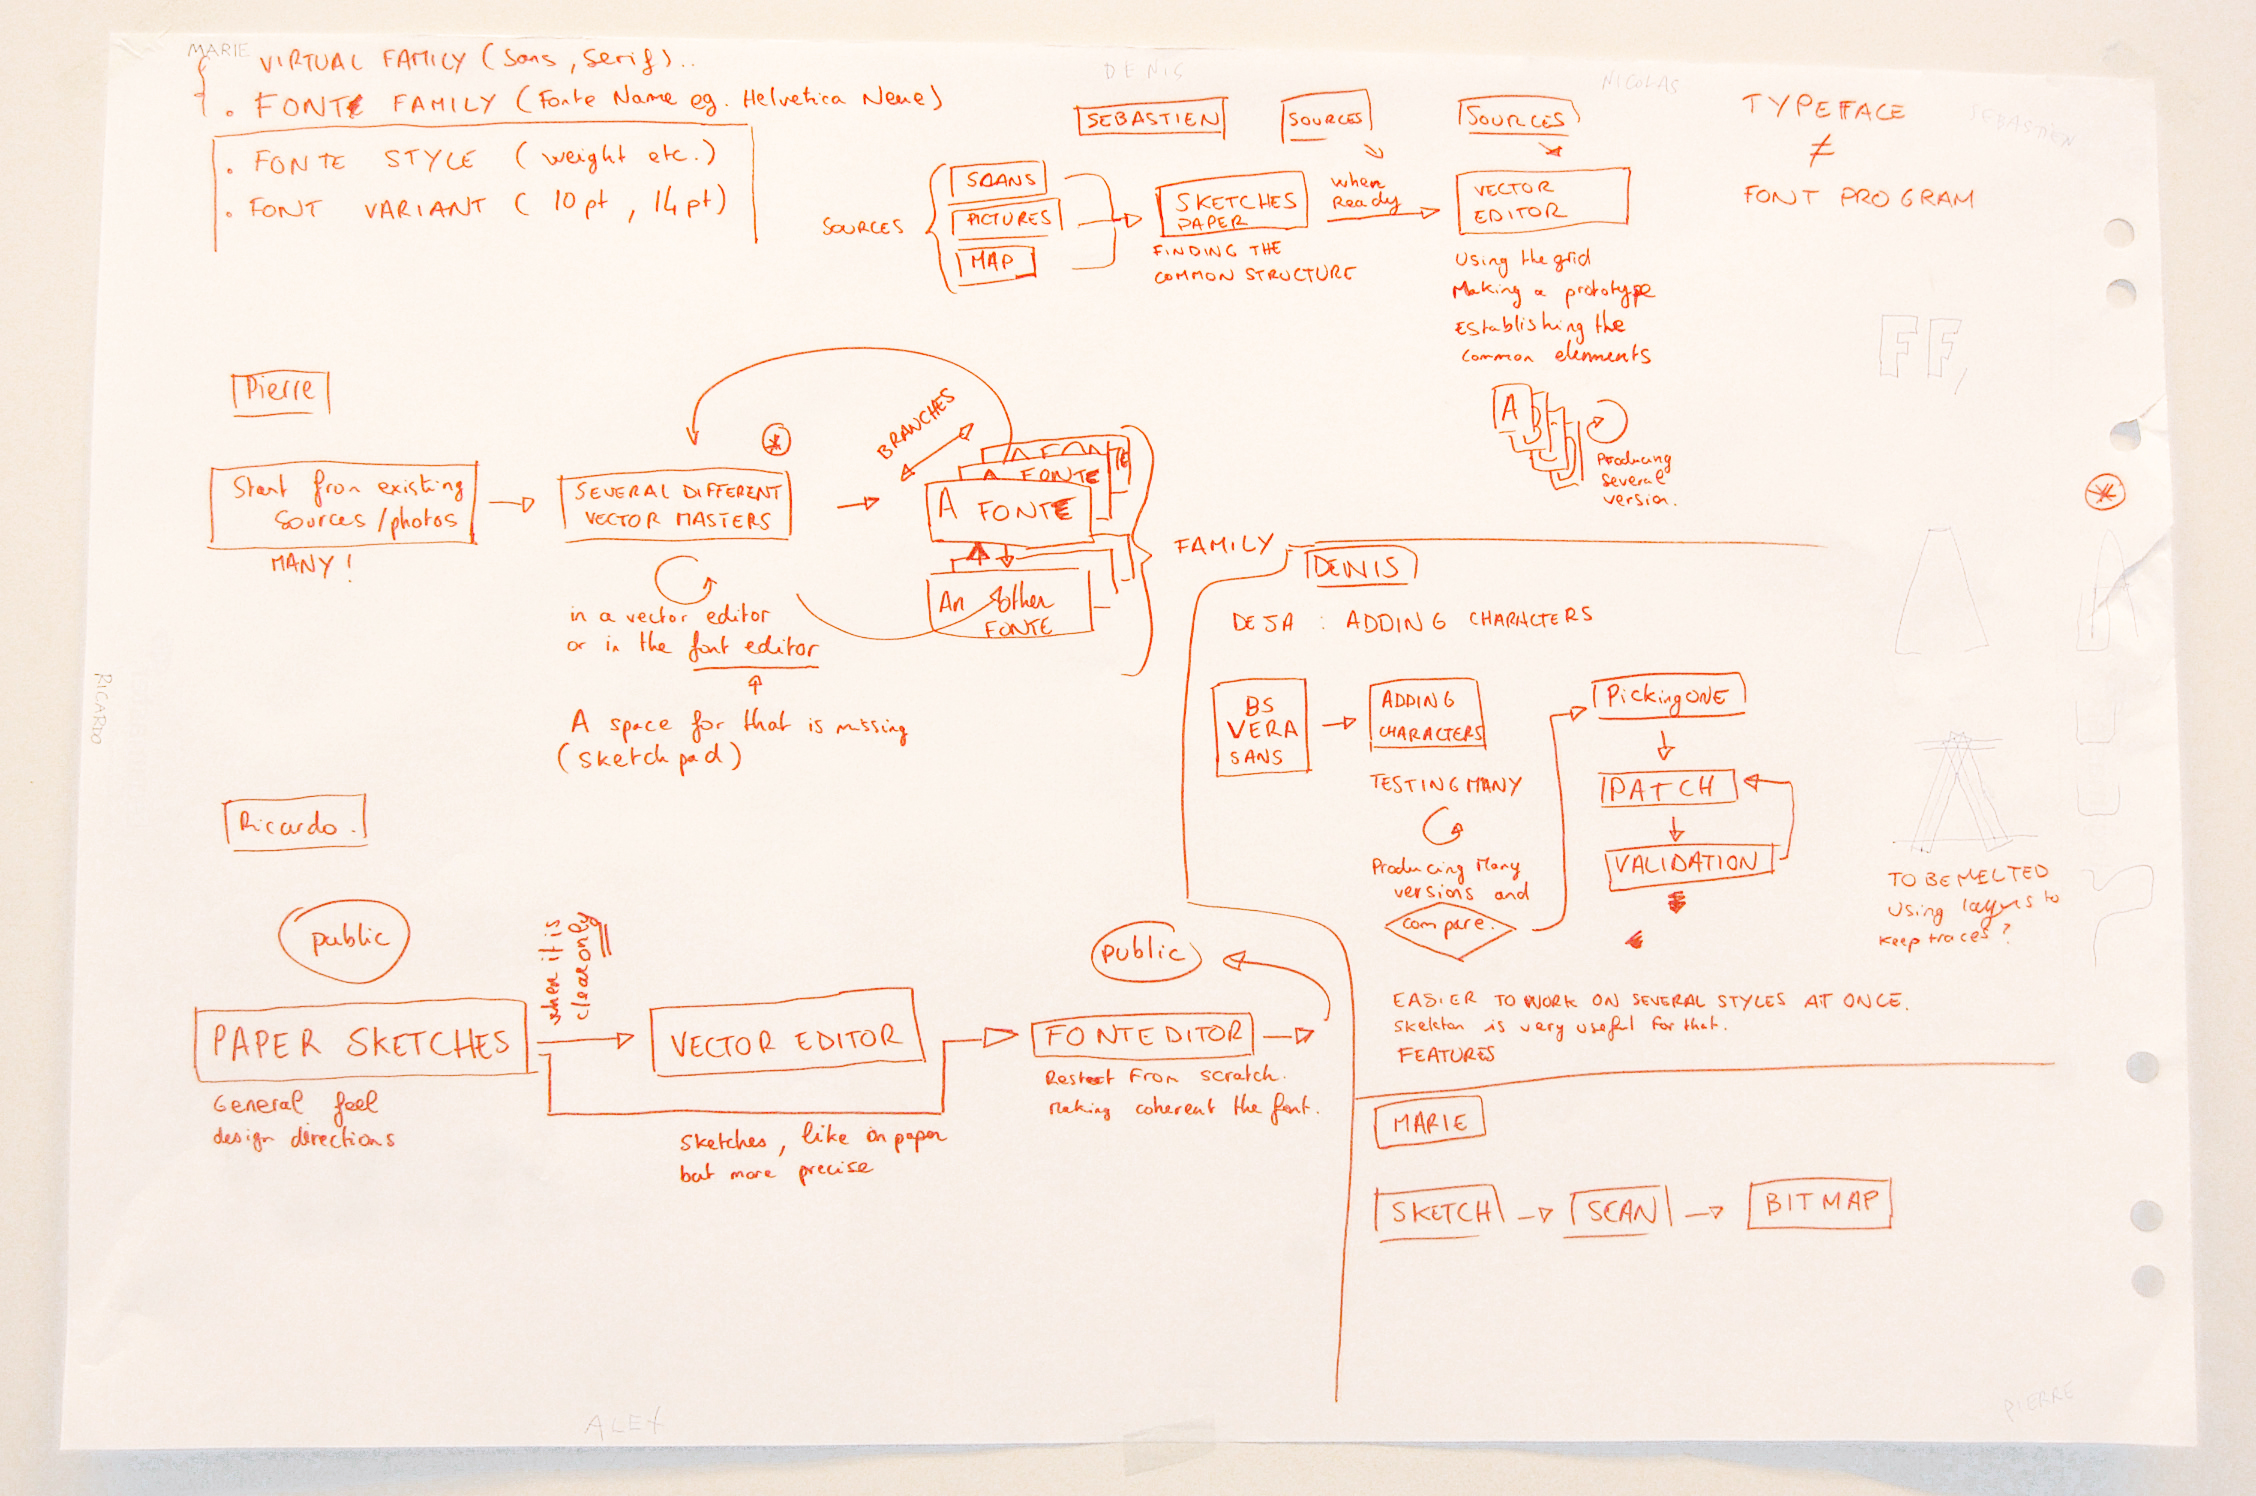 MARIE
VIRTUAL FAMILY (Sans, Serif)..
. FONTE FAMILY (Fonte Name eg. Helvetica Neue)
. FONTE STYLE (weight etc.)
. FONT VARIANT (10pt, 14pt)
DENIS
NICOLAS
SEBASTIEN
SEBASTIEN
SOURCES
SOURCES
SOURCES
SCANS
PICTURES
MAP
SKETCHES
PAPER
FINDING THE
COMMON STRUCTURE
when
Ready
VECTOR
EDITOR
Using the grid
Making a prototype
Establishing the
common elements
A
Producing
several
version.
TYPEFACE
≠
FONT PROGRAM
FF,
Pierre
Start from existing
sources/photos
MANY!
*
SEVERAL DIFFERENT
VECTOR MASTERS
in a vector editor
or in the font editor
A space for that is missing
(sketchpad)
BRANCHES
A FONTE
A FONTE
A FONTE
An other
FONTE
FAMILY
DENIS
DEJA : ADDING CHARACTERS
BS
VERA
SANS
ADDING
CHARACTERS
TESTING MANY
Producing Many
versions and
compare.
Picking ONE
PATCH
VALIDATION
EASIER TO WORK ON SEVERAL STYLES AT ONCE.
Skeleton is very useful for that.
FEATURES
*
TO BE MELTED
Using layers to
keep traces?
RICARDO
Ricardo.
public
PAPER SKETCHES
General feel
design directions
when it is
clear only
VECTOR EDITOR
Sketches, like on paper
but more precise
public
FONTEDITOR
Restart From scratch.
Making coherent the font.
MARIE
SKETCH
SCAN
BITMAP
ALEX
PIERRE